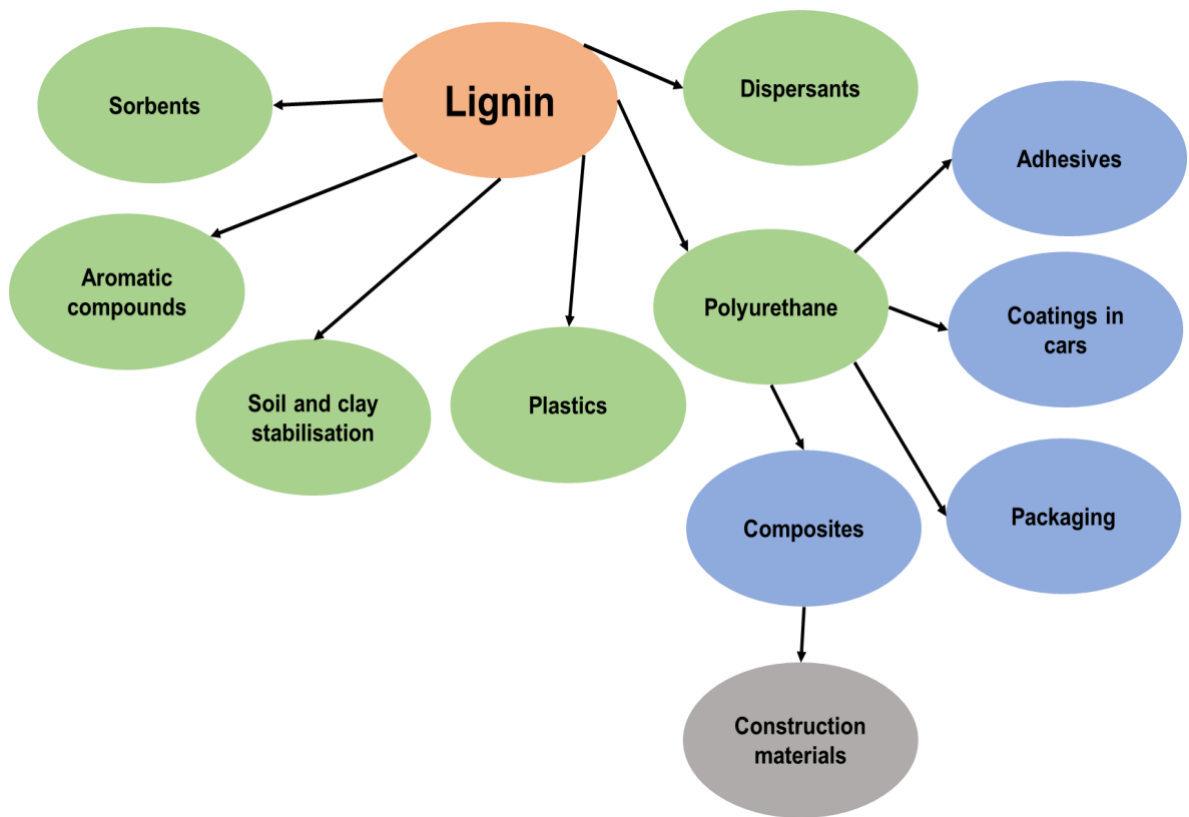 Lignin
Dispersants
Sorbents
Adhesives
Aromatic
compounds
Polyurethane
Coatings in
cars
Soil and clay
stabilisation
Plastics
Composites
Packaging
Construction
materials